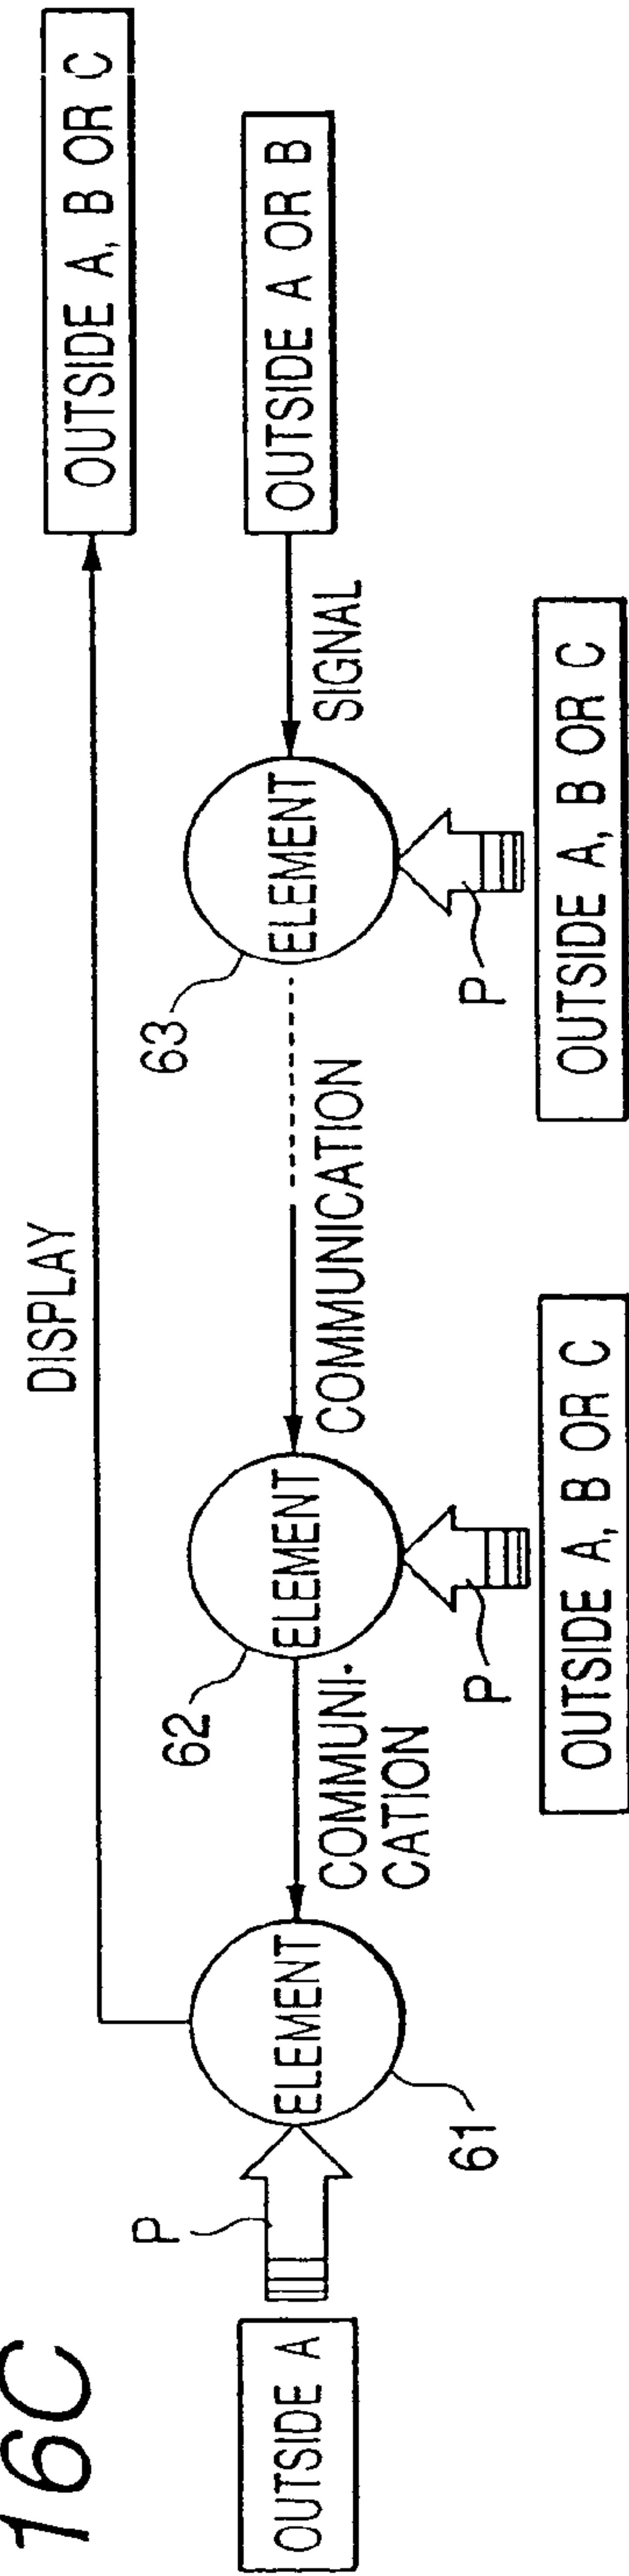 16C
DISPLAY
OUTSIDE A, B OR C
OUTSIDE A
P
ELEMENT
61
COMMUNI-
CATION
ELEMENT
62
COMMUNICATION
ELEMENT
63
SIGNAL
OUTSIDE A OR B
P
OUTSIDE A, B OR C
P
OUTSIDE A, B OR C